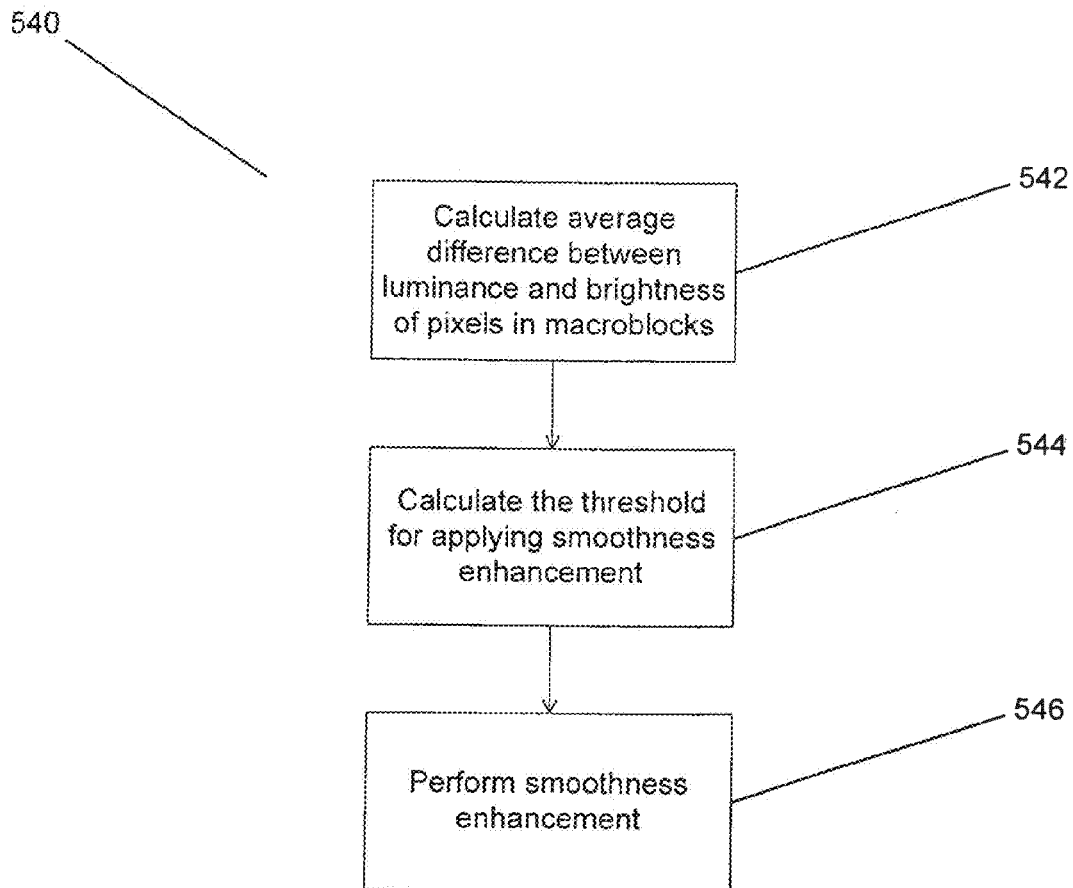 540
Calculate average
difference between
luminance and brightness
of pixels in macroblocks
542
Calculate the threshold
for applying smoothness
enhancement
544
Perform smoothness
enhancement
546